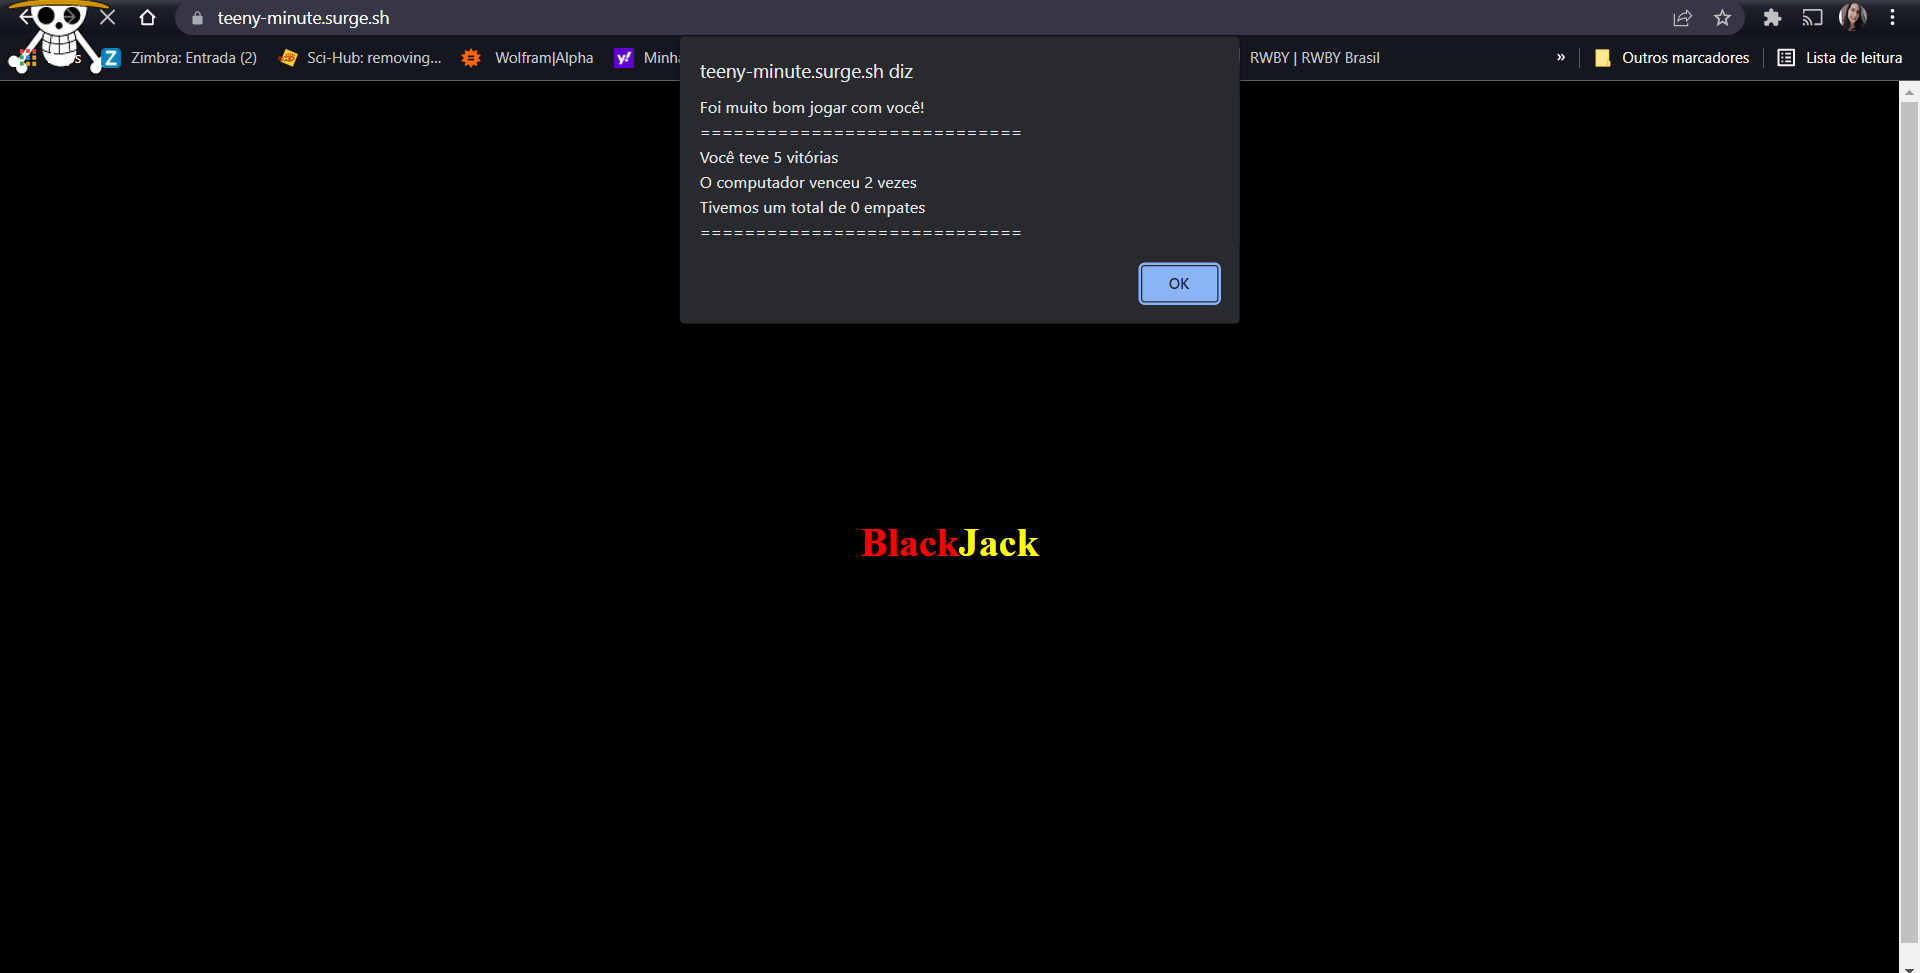 teeny-minute.surge.sh
Zimbra: Entrada (2)
Sci-Hub: removing...
Wolfram|Alpha
RWBY | RWBY Brasil
»
Outros marcadores
Lista de leitura
teeny-minute.surge.sh diz
Foi muito bom jogar com você!
=============================
Você teve 5 vitórias
O computador venceu 2 vezes
Tivemos um total de 0 empates
=============================
OK
BlackJack